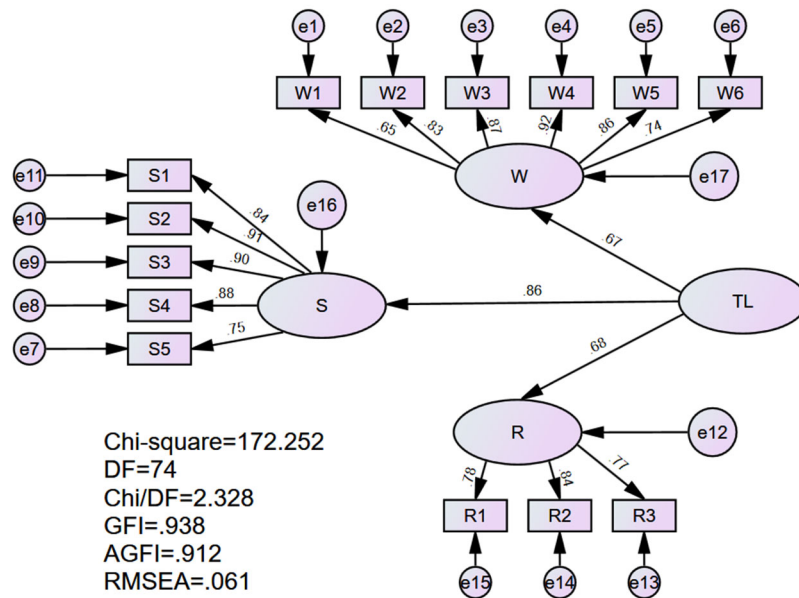 e1 e2 e3 e4 e5 e6
W1 W2 W3 W4 W5 W6
.65 .83 .87 .92 .86 .74
W
e17
e11 S1
e10 S2
e9 S3
e8 S4
e7 S5
.84
.91
.90
.88
.75
e16
S
.67
.86
.68
TL
R
e12
.78 .84 .77
R1 R2 R3
e15 e14 e13
Chi-square=172.252
DF=74
Chi/DF=2.328
GFI=.938
AGFI=.912
RMSEA=.061